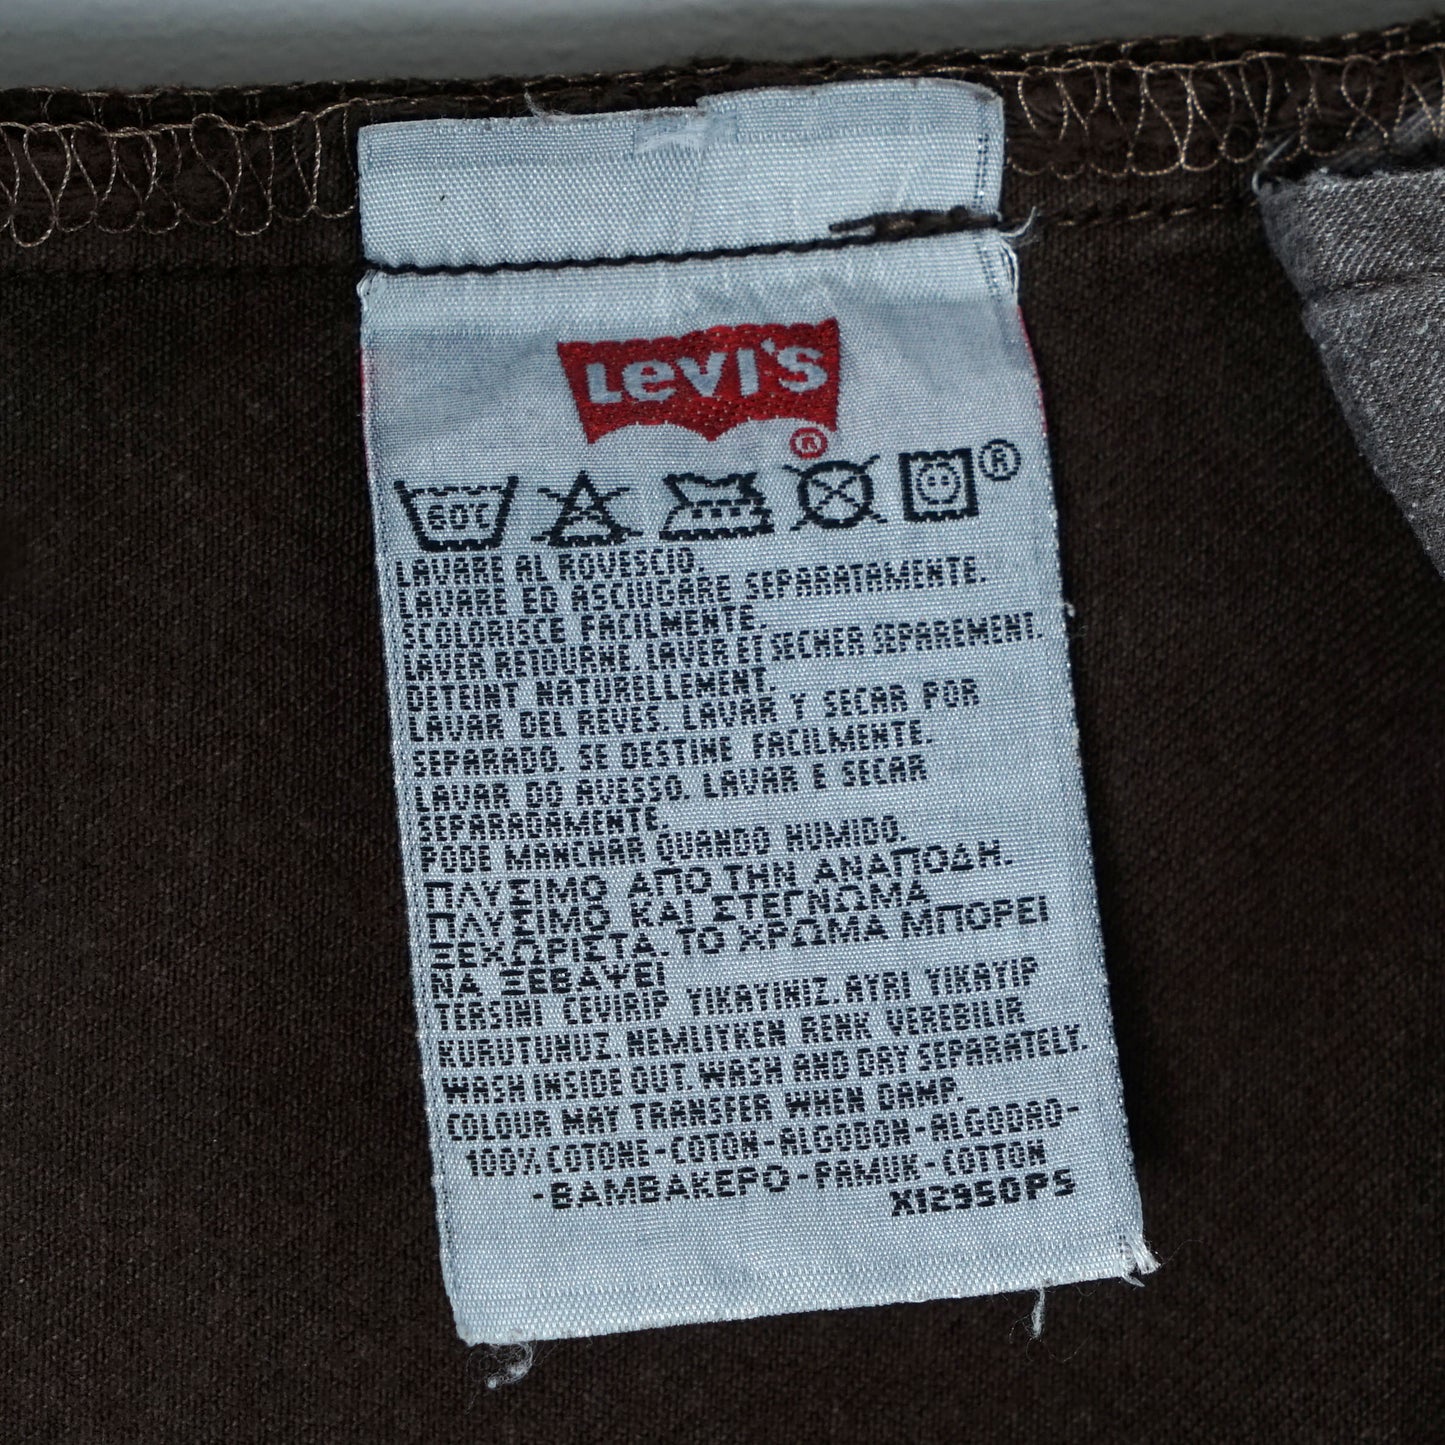 Levi's
®
60°C
®
LAVARE AL ROVESCIO.
LAVARE ED ASCIUGARE SEPARATAMENTE.
SCOLORISCE FACILMENTE.
LAVER RETOURNE. LAVER ET SECHER SEPAREMENT.
DETEINT NATURELLEMENT.
LAVAR DEL REVES. LAVAR Y SECAR POR
SEPARADO. SE DESTINE FACILMENTE.
LAVAR DO AVESSO. LAVAR E SECAR
SEPARADAMENTE.
PODE MANCHAR QUANDO HUMIDO.
ΠΛΥΣΙΜΟ ΑΠΟ ΤΗΝ ΑΝΑΠΟΔΗ.
ΠΛΥΣΙΜΟ ΚΑΙ ΣΤΕΓΝΩΜΑ
ΞΕΧΩΡΙΣΤΑ. ΤΟ ΧΡΩΜΑ ΜΠΟΡΕΙ
ΝΑ ΞΕΒΑΨΕΙ
TERSINI CEVIRIP YIKAYINIZ. AYRI YIKAYIP
KURUTUNUZ. NEMLIYKEN RENK VEREBILIR
WASH INSIDE OUT. WASH AND DRY SEPARATELY.
COLOUR MAY TRANSFER WHEN DAMP.
100% COTONE-COTON-ALGODON-ALGODAO-
-ΒΑΜΒΑΚΕΡΟ-PAMUK-COTTON
X12950PS